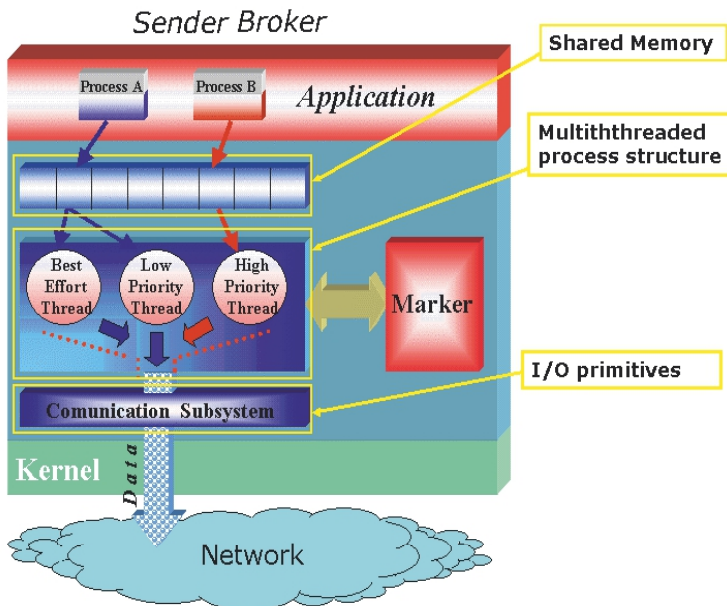 Sender Broker
Process A
Process B
Application
Shared Memory
Multiththreaded
process structure
Best
Effort
Thread
Low
Priority
Thread
High
Priority
Thread
Marker
I/O primitives
Comunication Subsystem
Kernel
Data
Network